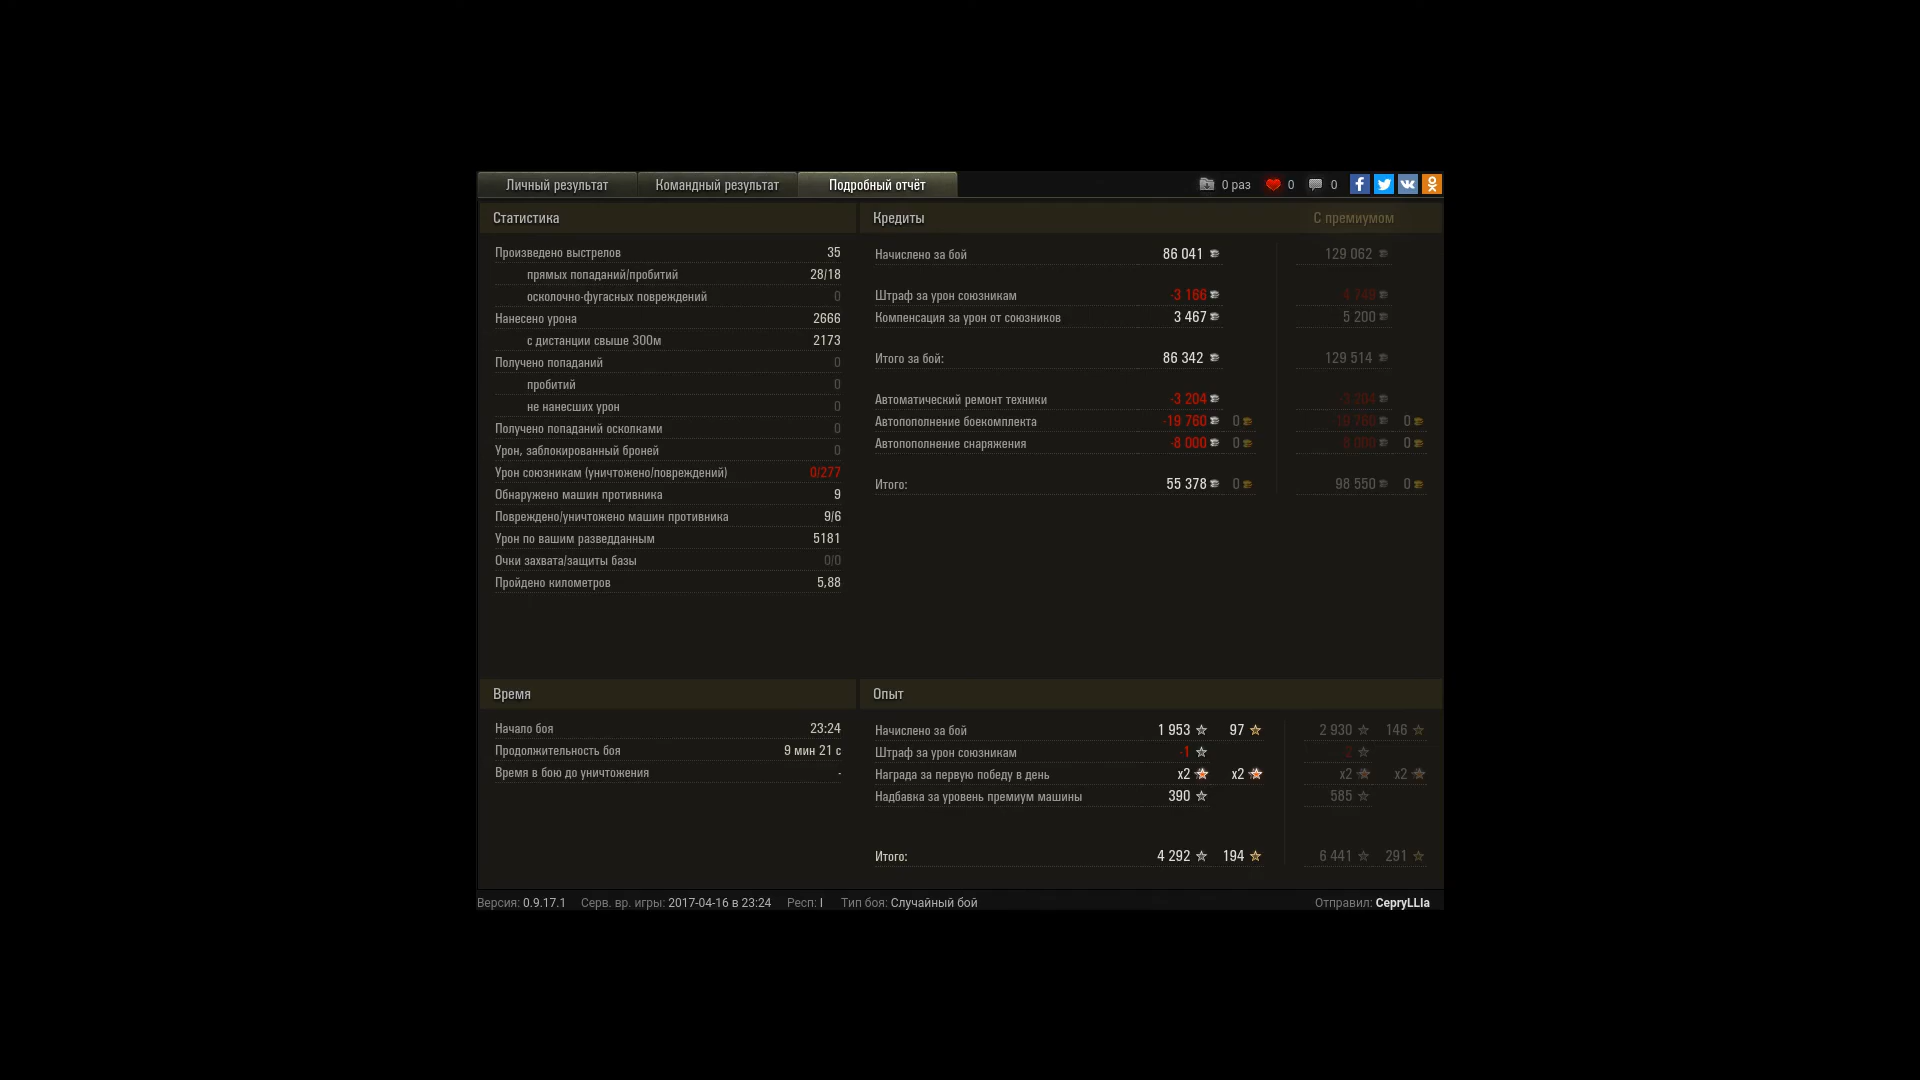 Личный результат Командный результат Подробный отчёт 0 раз 0 0
Статистика
Произведено выстрелов 35
прямых попаданий/пробитий 28/18
осколочно-фугасных повреждений 0
Нанесено урона 2666
с дистанции свыше 300м 2173
Получено попаданий 0
пробитий 0
не нанесших урон 0
Получено попаданий осколками 0
Урон, заблокированный броней 0
Урон союзникам (уничтожено/повреждений) 0/277
Обнаружено машин противника 9
Повреждено/уничтожено машин противника 9/6
Урон по вашим разведданным 5181
Очки захвата/защиты базы 0/0
Пройдено километров 5,88
Кредиты С премиумом
Начислено за бой 86 041 129 062
Штраф за урон союзникам -3 166 -4 749
Компенсация за урон от союзников 3 467 5 200
Итого за бой: 86 342 129 514
Автоматический ремонт техники -3 204 -3 204
Автопополнение боекомплекта -19 760 0 -19 760 0
Автопополнение снаряжения -8 000 0 -8 000 0
Итого: 55 378 0 98 550 0
Время
Начало боя 23:24
Продолжительность боя 9 мин 21 с
Время в бою до уничтожения -
Опыт
Начислено за бой 1 953 97 2 930 146
Штраф за урон союзникам -1 -2
Награда за первую победу в день x2 x2 x2 x2
Надбавка за уровень премиум машины 390 585
Итого: 4 292 194 6 441 291
Версия: 0.9.17.1 Серв. вр. игры: 2017-04-16 в 23:24 Респ: I Тип боя: Случайный бой Отправил: CepryLLIa